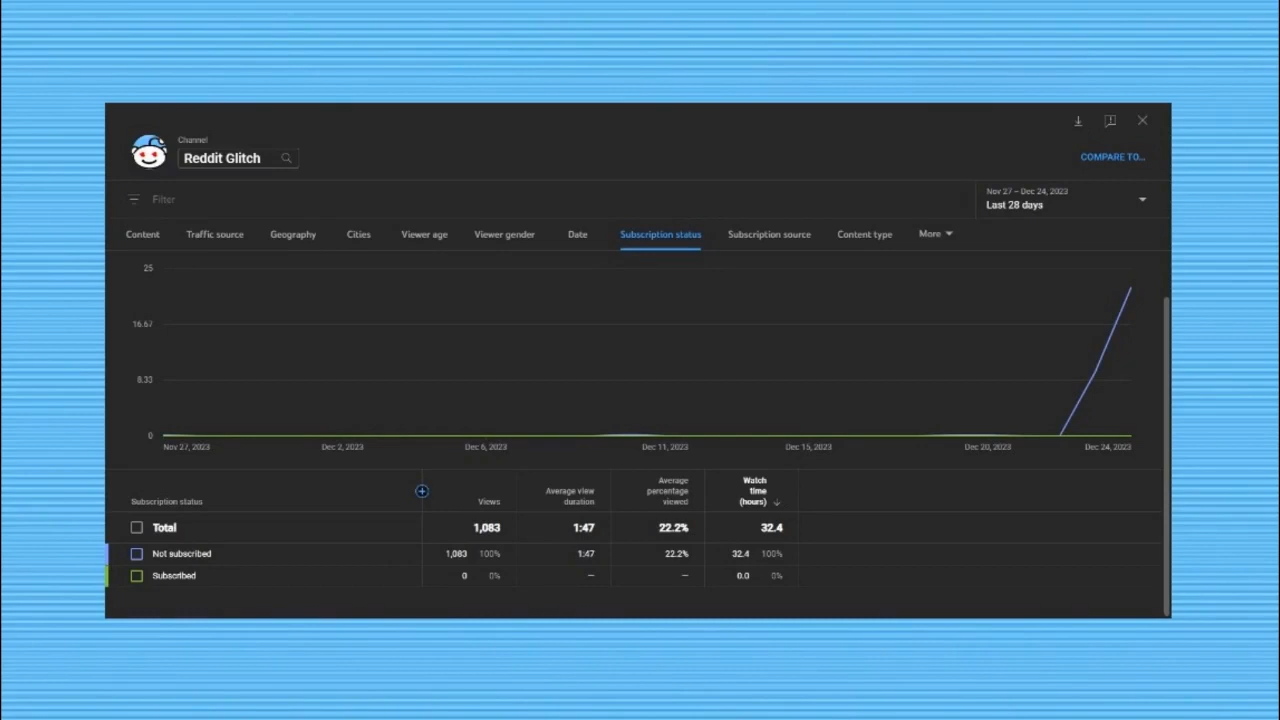 Channel
Reddit Glitch
COMPARE TO...
Filter
Nov 27 – Dec 24, 2023
Last 28 days
Content Traffic source Geography Cities Viewer age Viewer gender Date Subscription status Subscription source Content type More
25
16.67
8.33
0
Nov 27, 2023 Dec 2, 2023 Dec 6, 2023 Dec 11, 2023 Dec 15, 2023 Dec 20, 2023 Dec 24, 2023
Subscription status
Views
Average view
duration
Average
percentage
viewed
Watch
time
(hours)
Total 1,083 1:47 22.2% 32.4
Not subscribed 1,083 100% 1:47 22.2% 32.4 100%
Subscribed 0 0% — — 0.0 0%